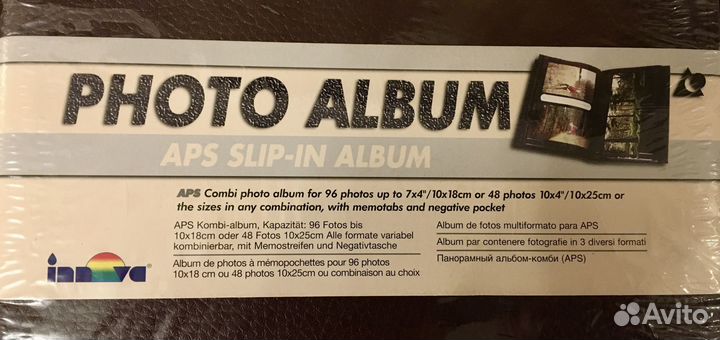 PHOTO ALBUM
APS SLIP-IN ALBUM
APS Combi photo album for 96 photos up to 7x4"/10x18cm or 48 photos 10x4"/10x25cm or
the sizes in any combination, with memotabs and negative pocket
APS Kombi-album, Kapazität: 96 Fotos bis
10x18cm oder 48 Fotos 10x25cm Alle formate variabel
kombinierbar, mit Memostreifen und Negativtasche
Album de photos à mémopochettes pour 96 photos
10x18 cm ou 48 photos 10x25cm ou combinaison au choix
Album de fotos multiformato para APS
Album par contenere fotografie in 3 diversi formati
Панорамный альбом-комби (APS)
innova
Avito